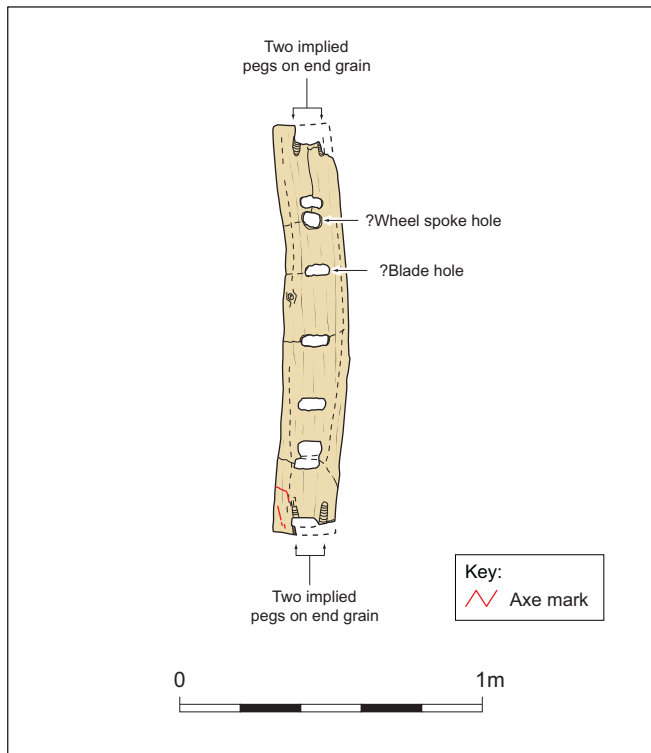 Two implied
pegs on end grain
?Wheel spoke hole
?Blade hole
Two implied
pegs on end grain
Key:
Axe mark
0 1m